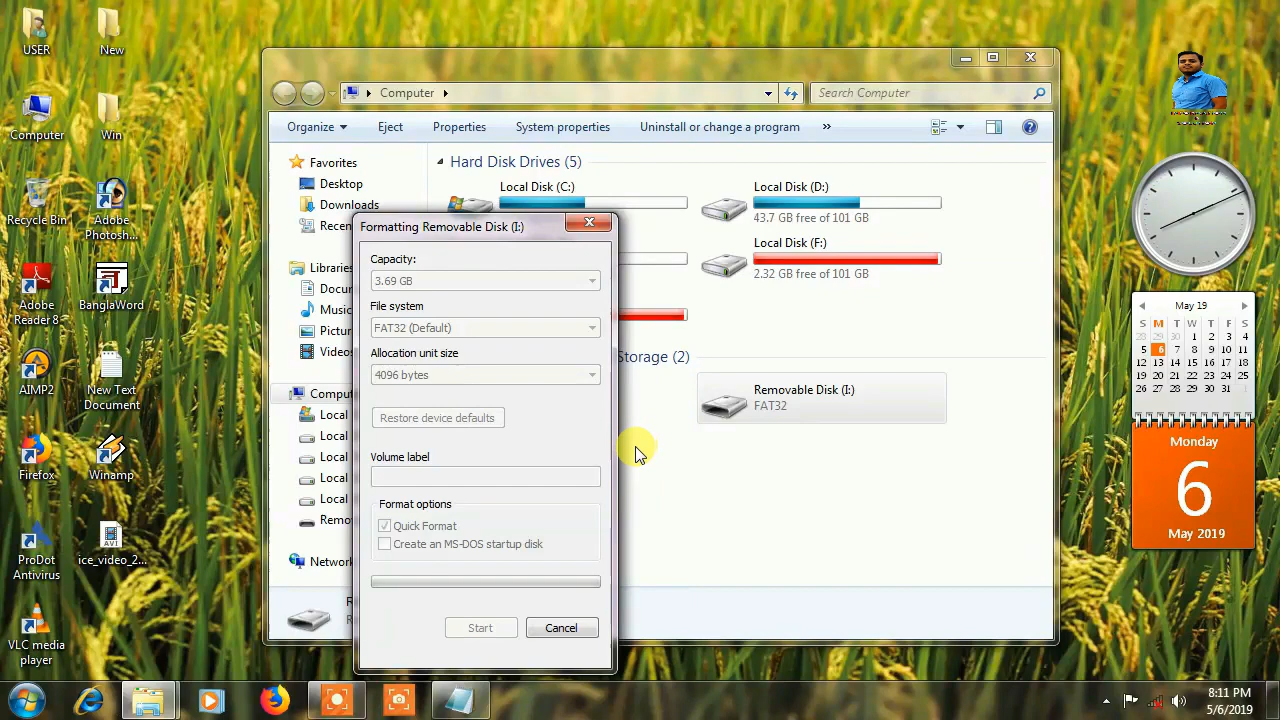 USER
New
Computer
Win
Recycle Bin
Adobe
Photosh...
Adobe
Reader 8
BanglaWord
AIMP2
New Text
Document
Firefox
Winamp
ProDot
Antivirus
ice_video_2...
VLC media
player
Computer
Search Computer
Organize
Eject
Properties
System properties
Uninstall or change a program
»
Favorites
Desktop
Downloads
Recen
Libraries
Docu
Music
Pictur
Videos
Compu
Local
Local
Local
Local
Local
Remo
Network
Hard Disk Drives (5)
Local Disk (C:)
Local Disk (D:)
43.7 GB free of 101 GB
Local Disk (F:)
2.32 GB free of 101 GB
Storage (2)
Removable Disk (I:)
FAT32
Formatting Removable Disk (I:)
Capacity:
3.69 GB
File system
FAT32 (Default)
Allocation unit size
4096 bytes
Restore device defaults
Volume label
Format options
Quick Format
Create an MS-DOS startup disk
Start
Cancel
May 19
S M T W T F S
28 29 30 1 2 3 4
5 6 7 8 9 10 11
12 13 14 15 16 17 18
19 20 21 22 23 24 25
26 27 28 29 30 31 1
Monday
6
May 2019
8:11 PM
5/6/2019